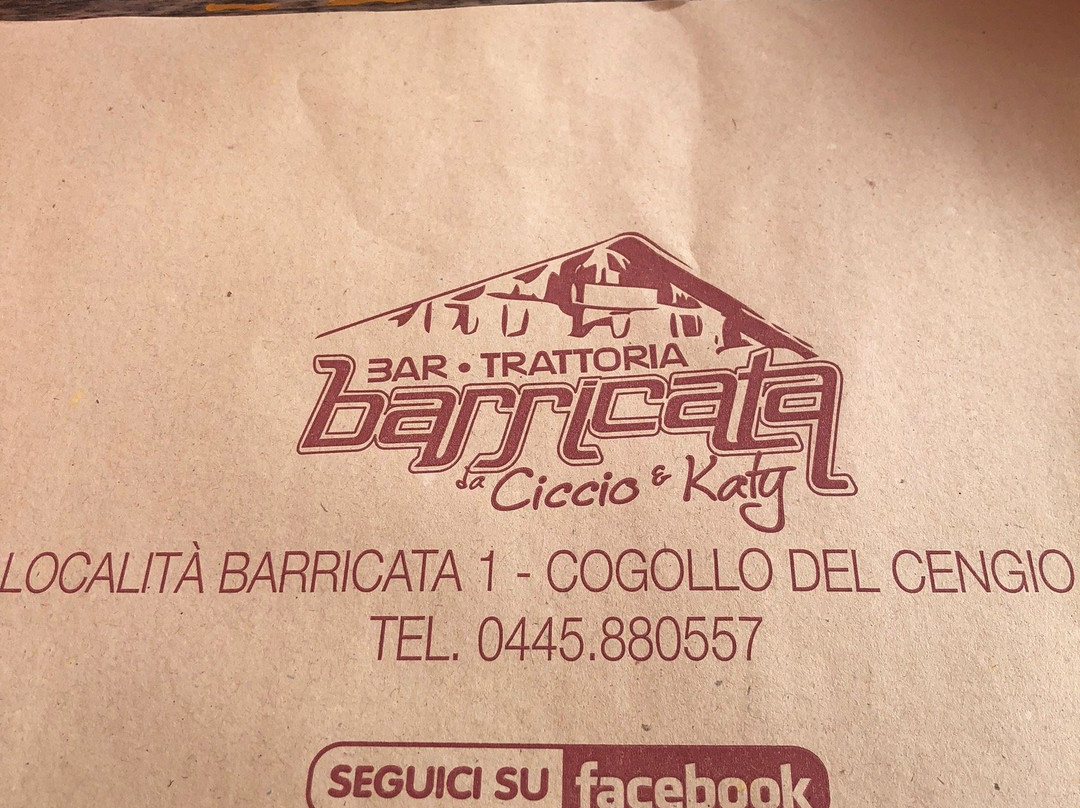 BAR • TRATTORIA
barricata
da Ciccio & Katy
LOCALITÀ BARRICATA 1 - COGOLLO DEL CENGIO
TEL. 0445.880557
SEGUICI SU facebook